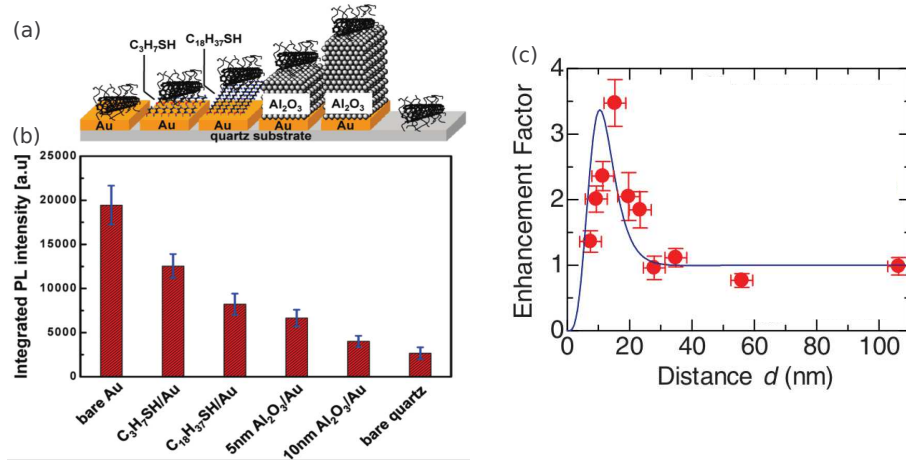 (a)
C₃H₇SH
C₁₈H₃₇SH
Al₂O₃
Al₂O₃
Au
Au
Au
Au
Au
quartz substrate
(b)
Integrated PL intensity [a.u]
25000
20000
15000
10000
7500
5000
2500
0
bare Au
C₃H₇SH/Au
C₁₈H₃₇SH/Au
5nm Al₂O₃/Au
10nm Al₂O₃/Au
bare quartz
(c)
Enhancement Factor
4
3
2
1
0
0
20
40
60
80
100
Distance d (nm)